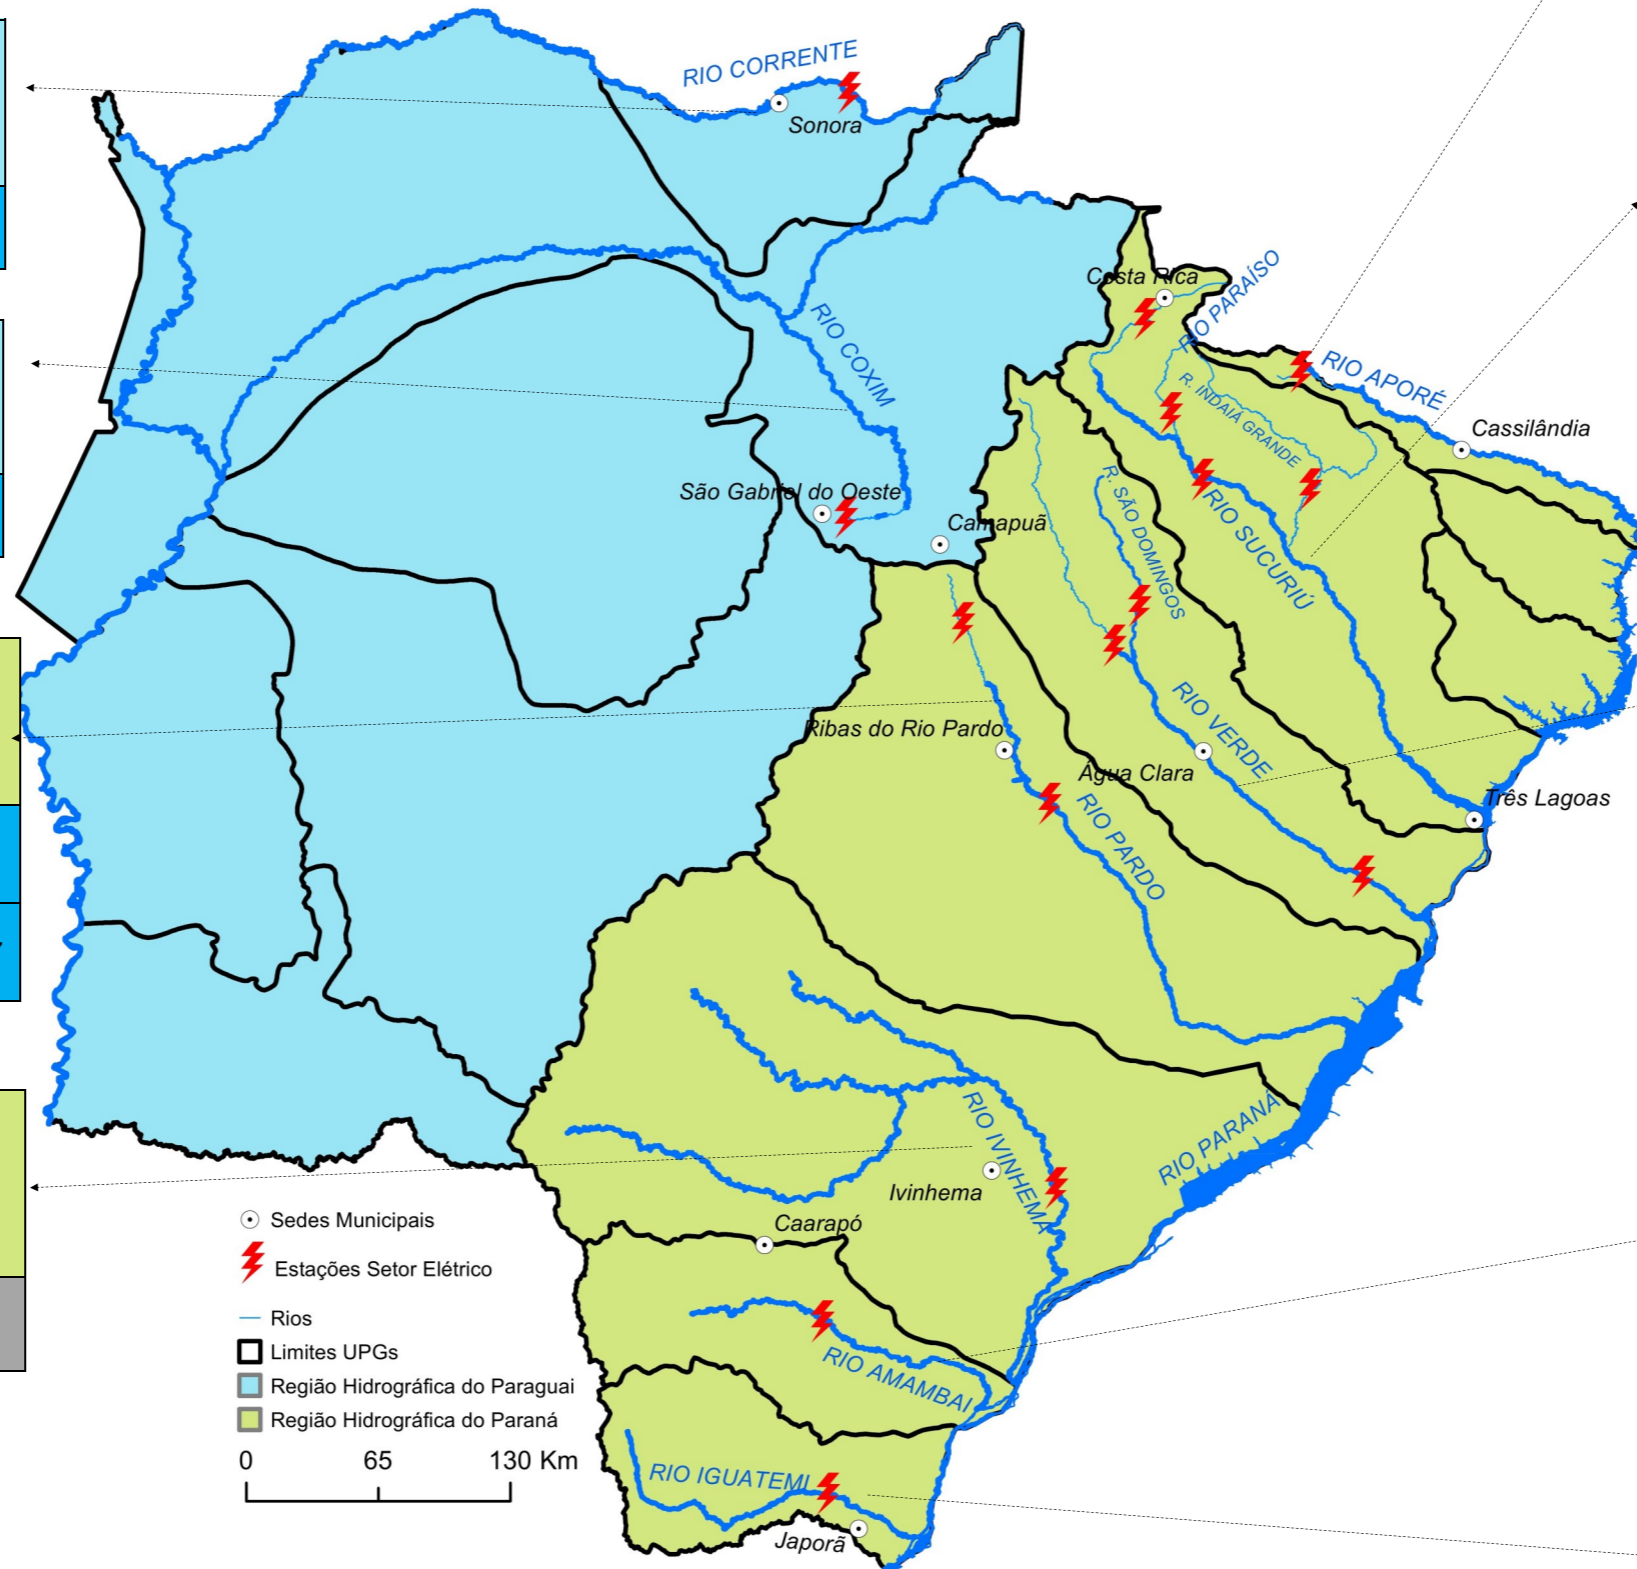 RIO CORRENTE
Sonora
Costa Rica
RIO PARAÍSO
RIO COXIM
RIO APORÉ
R. INDAIÁ GRANDE
Cassilândia
São Gabriel do Oeste
Camapuã
R. SÃO DOMINGOS
RIO SUCURIÚ
Ribas do Rio Pardo
RIO VERDE
Água Clara
Três Lagoas
RIO PARDO
RIO PARANÁ
RIO IVINHEMA
Ivinhema
Caarapó
Sedes Municipais
Estações Setor Elétrico
Rios
Limites UPGs
Região Hidrográfica do Paraguai
Região Hidrográfica do Paraná
0 65 130 Km
RIO AMAMBAI
RIO IGUATEMI
Japorã